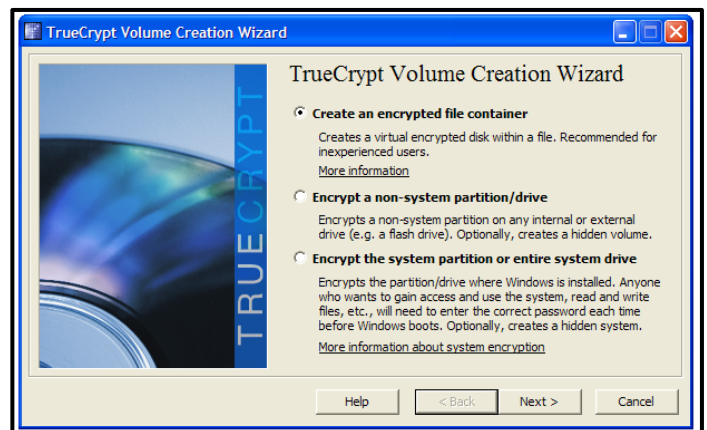 TrueCrypt Volume Creation Wizard
TRUECRYPT
TrueCrypt Volume Creation Wizard
Create an encrypted file container
Creates a virtual encrypted disk within a file. Recommended for
inexperienced users.
More information
Encrypt a non-system partition/drive
Encrypts a non-system partition on any internal or external
drive (e.g. a flash drive). Optionally, creates a hidden volume.
Encrypt the system partition or entire system drive
Encrypts the partition/drive where Windows is installed. Anyone
who wants to gain access and use the system, read and write
files, etc., will need to enter the correct password each time
before Windows boots. Optionally, creates a hidden system.
More information about system encryption
Help
< Back
Next >
Cancel